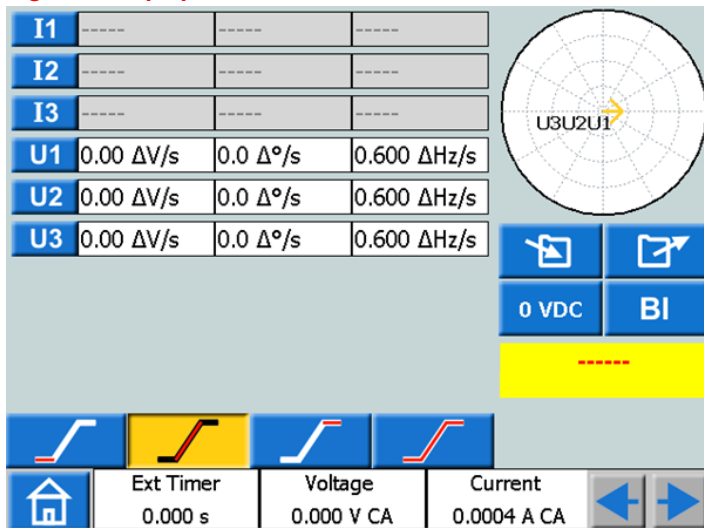 I1 ----- ----- -----
I2 ----- ----- -----
I3 ----- ----- -----
U1 0.00 ΔV/s 0.0 Δ°/s 0.600 ΔHz/s
U2 0.00 ΔV/s 0.0 Δ°/s 0.600 ΔHz/s
U3 0.00 ΔV/s 0.0 Δ°/s 0.600 ΔHz/s
U3U2U1
0 VDC BI
------
Ext Timer Voltage Current
0.000 s 0.000 V CA 0.0004 A CA